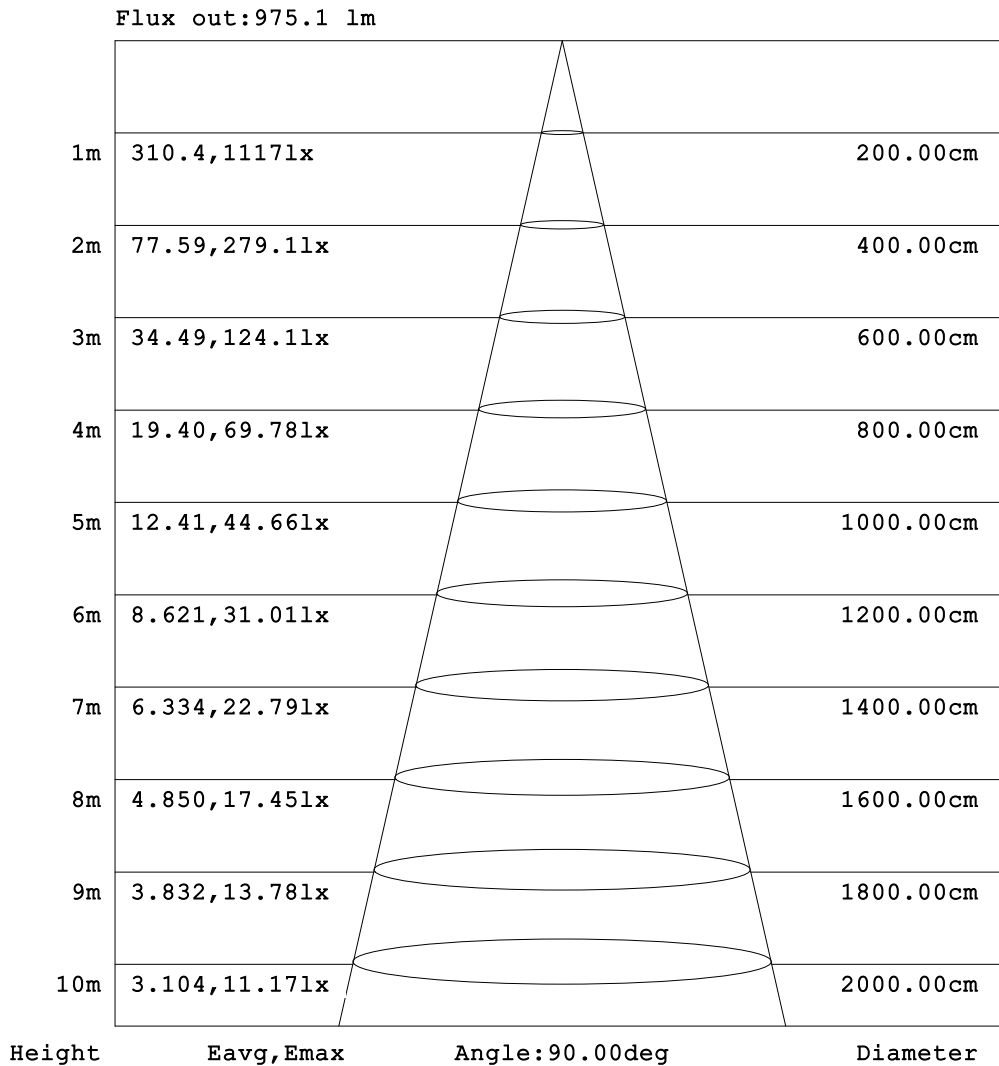 Flux out:975.1 lm
1m 310.4,1117lx 200.00cm
2m 77.59,279.1lx 400.00cm
3m 34.49,124.1lx 600.00cm
4m 19.40,69.78lx 800.00cm
5m 12.41,44.66lx 1000.00cm
6m 8.621,31.01lx 1200.00cm
7m 6.334,22.79lx 1400.00cm
8m 4.850,17.45lx 1600.00cm
9m 3.832,13.78lx 1800.00cm
10m 3.104,11.17lx 2000.00cm
Height Eavg,Emax Angle:90.00deg Diameter